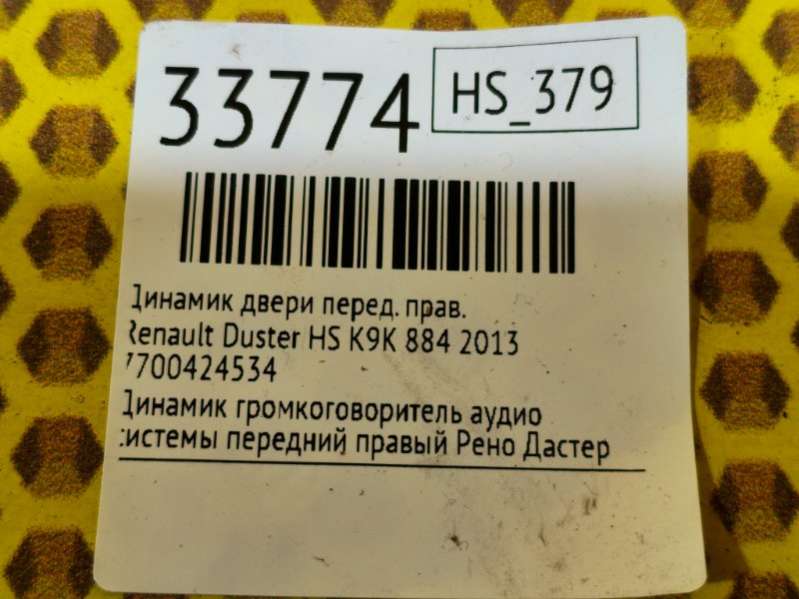 33774
HS_379
Динамик двери перед. прав.
Renault Duster HS K9K 884 2013
7700424534
Динамик громкоговоритель аудио
системы передний правый Рено Дастер